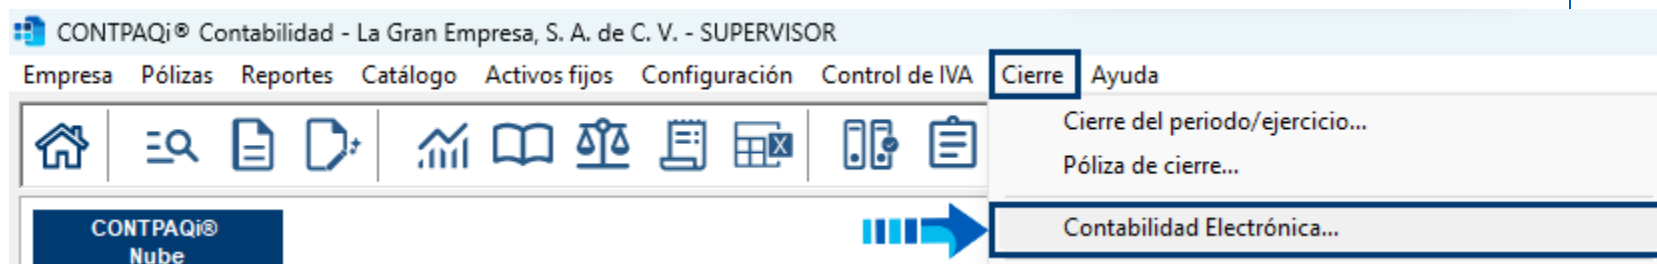 CONTPAQi® Contabilidad - La Gran Empresa, S. A. de C. V. - SUPERVISOR
Empresa Pólizas Reportes Catálogo Activos fijos Configuración Control de IVA Cierre Ayuda
Cierre del periodo/ejercicio...
Póliza de cierre...
Contabilidad Electrónica...
CONTPAQi®
Nube